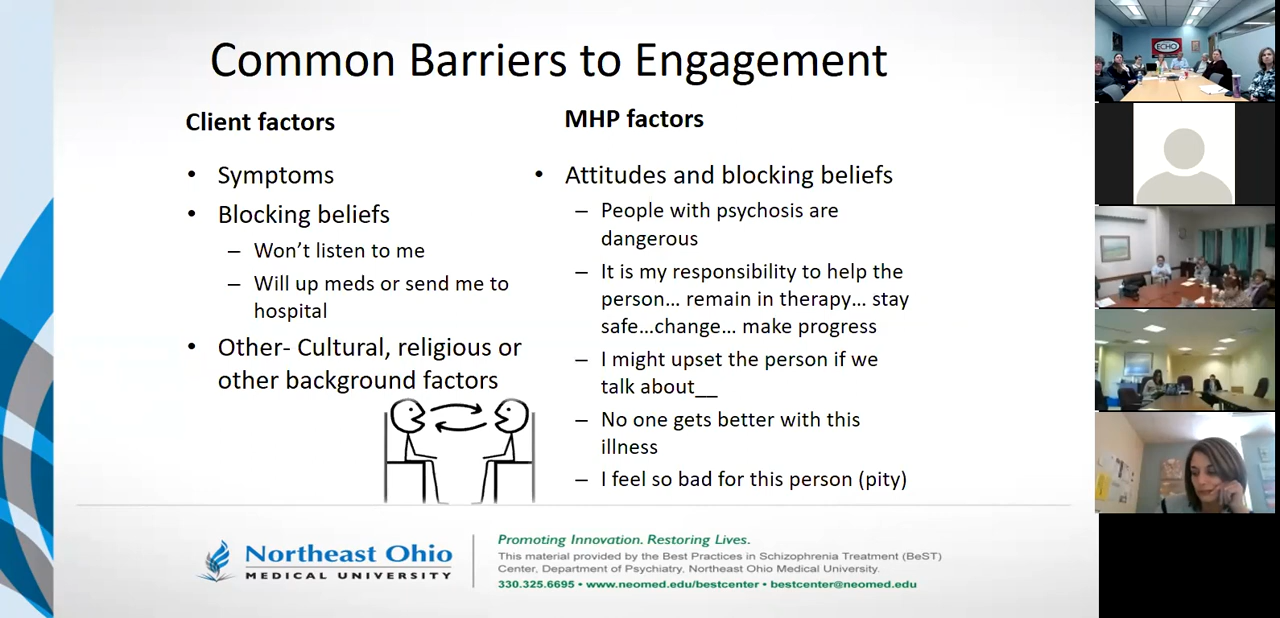 Common Barriers to Engagement
Client factors
• Symptoms
• Blocking beliefs
– Won’t listen to me
– Will up meds or send me to
hospital
• Other- Cultural, religious or
other background factors
MHP factors
• Attitudes and blocking beliefs
– People with psychosis are
dangerous
– It is my responsibility to help the
person… remain in therapy… stay
safe…change… make progress
– I might upset the person if we
talk about__
– No one gets better with this
illness
– I feel so bad for this person (pity)
Northeast Ohio
MEDICAL UNIVERSITY
Promoting Innovation. Restoring Lives.
This material provided by the Best Practices in Schizophrenia Treatment (BeST)
Center, Department of Psychiatry, Northeast Ohio Medical University.
330.325.6695 • www.neomed.edu/bestcenter • bestcenter@neomed.edu
ECHO